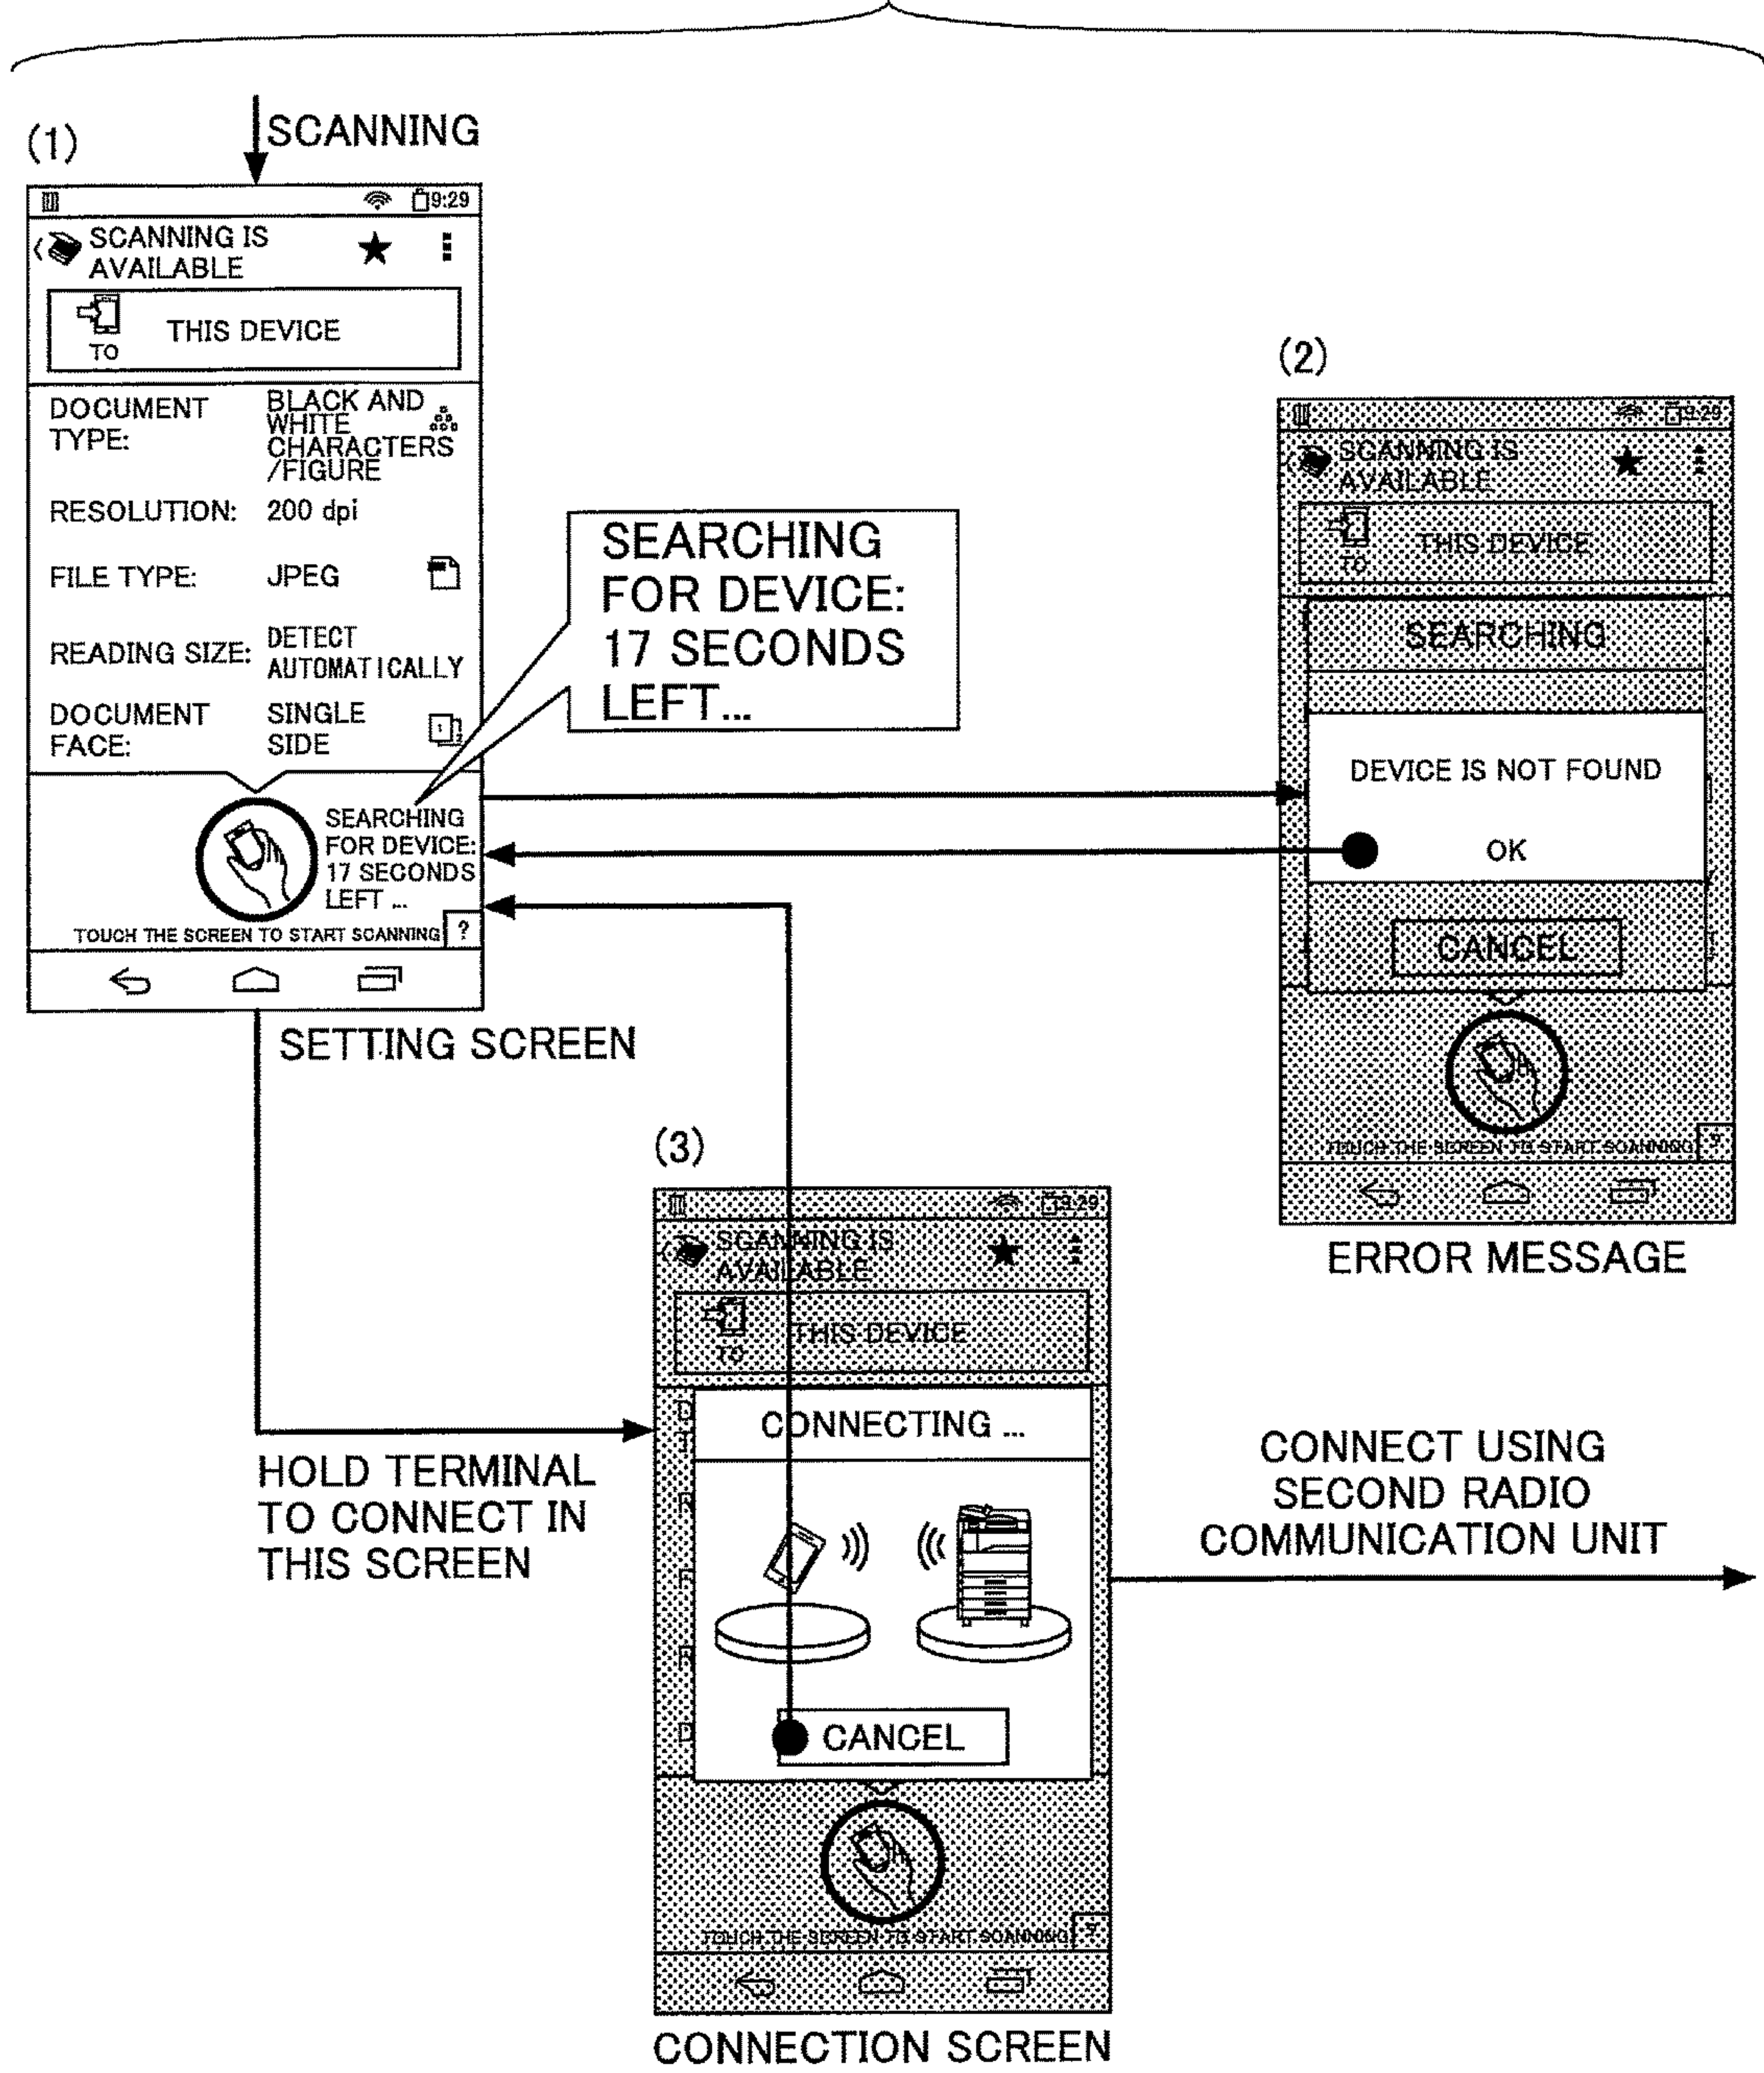 (1)
SCANNING
9:29
SCANNING IS
AVAILABLE
TO
THIS DEVICE
DOCUMENT
TYPE:
BLACK AND
WHITE
CHARACTERS
/FIGURE
RESOLUTION:
200 dpi
FILE TYPE:
JPEG
READING SIZE:
DETECT
AUTOMATICALLY
DOCUMENT
FACE:
SINGLE
SIDE
1
2
SEARCHING
FOR DEVICE:
17 SECONDS
LEFT ...
TOUCH THE SCREEN TO START SCANNING
?
SETTING SCREEN
SEARCHING
FOR DEVICE:
17 SECONDS
LEFT...
(2)
9:29
SCANNING IS
AVAILABLE
TO
THIS DEVICE
SEARCHING
DEVICE IS NOT FOUND
OK
CANCEL
TOUCH THE SCREEN TO START SCANNING
?
ERROR MESSAGE
HOLD TERMINAL
TO CONNECT IN
THIS SCREEN
(3)
9:29
SCANNING IS
AVAILABLE
TO
THIS DEVICE
D
T
R
F
R
D
CONNECTING ...
CANCEL
TOUCH THE SCREEN TO START SCANNING
?
CONNECTION SCREEN
CONNECT USING
SECOND RADIO
COMMUNICATION UNIT